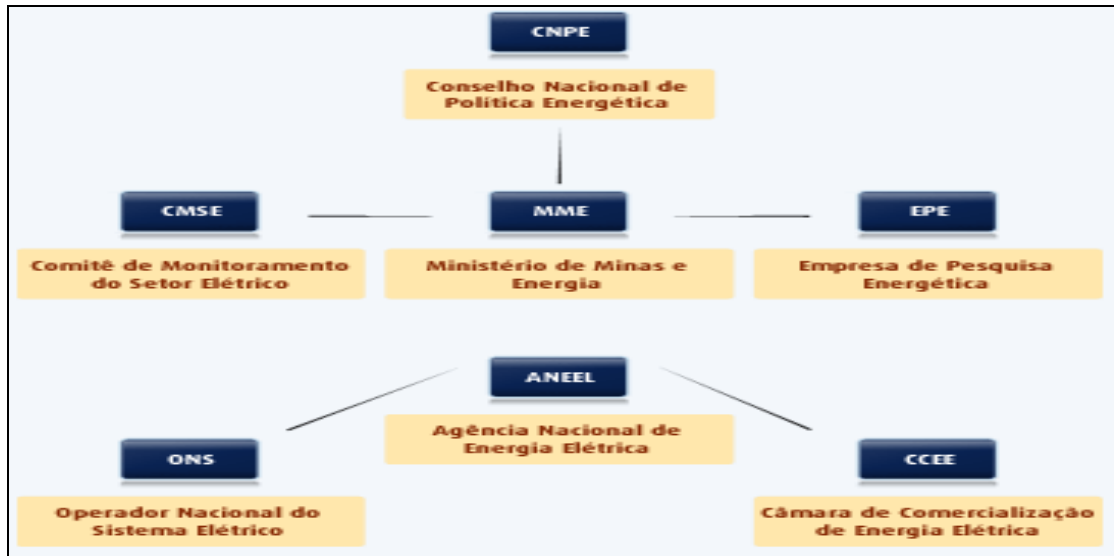 CNPE
Conselho Nacional de
Política Energética
CMSE
MME
EPE
Comitê de Monitoramento
do Setor Elétrico
Ministério de Minas e
Energia
Empresa de Pesquisa
Energética
ANEEL
Agência Nacional de
Energia Elétrica
ONS
CCEE
Operador Nacional do
Sistema Elétrico
Câmara de Comercialização
de Energia Elétrica